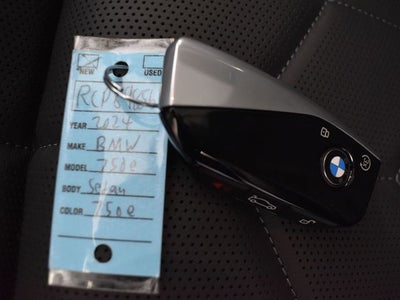 NEW USED
YEAR 2024
MAKE BMW
MODEL 750e
BODY Sedan
COLOR 750e
BMW